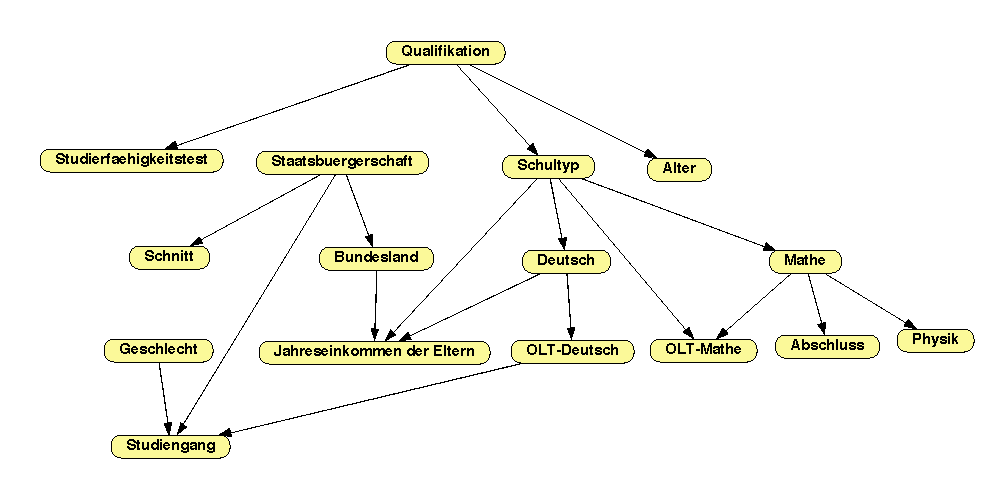 Qualifikation
Studierfaehigkeitstest
Staatsbuergerschaft
Schultyp
Alter
Schnitt
Bundesland
Deutsch
Mathe
Geschlecht
Jahreseinkommen der Eltern
OLT-Deutsch
OLT-Mathe
Abschluss
Physik
Studiengang